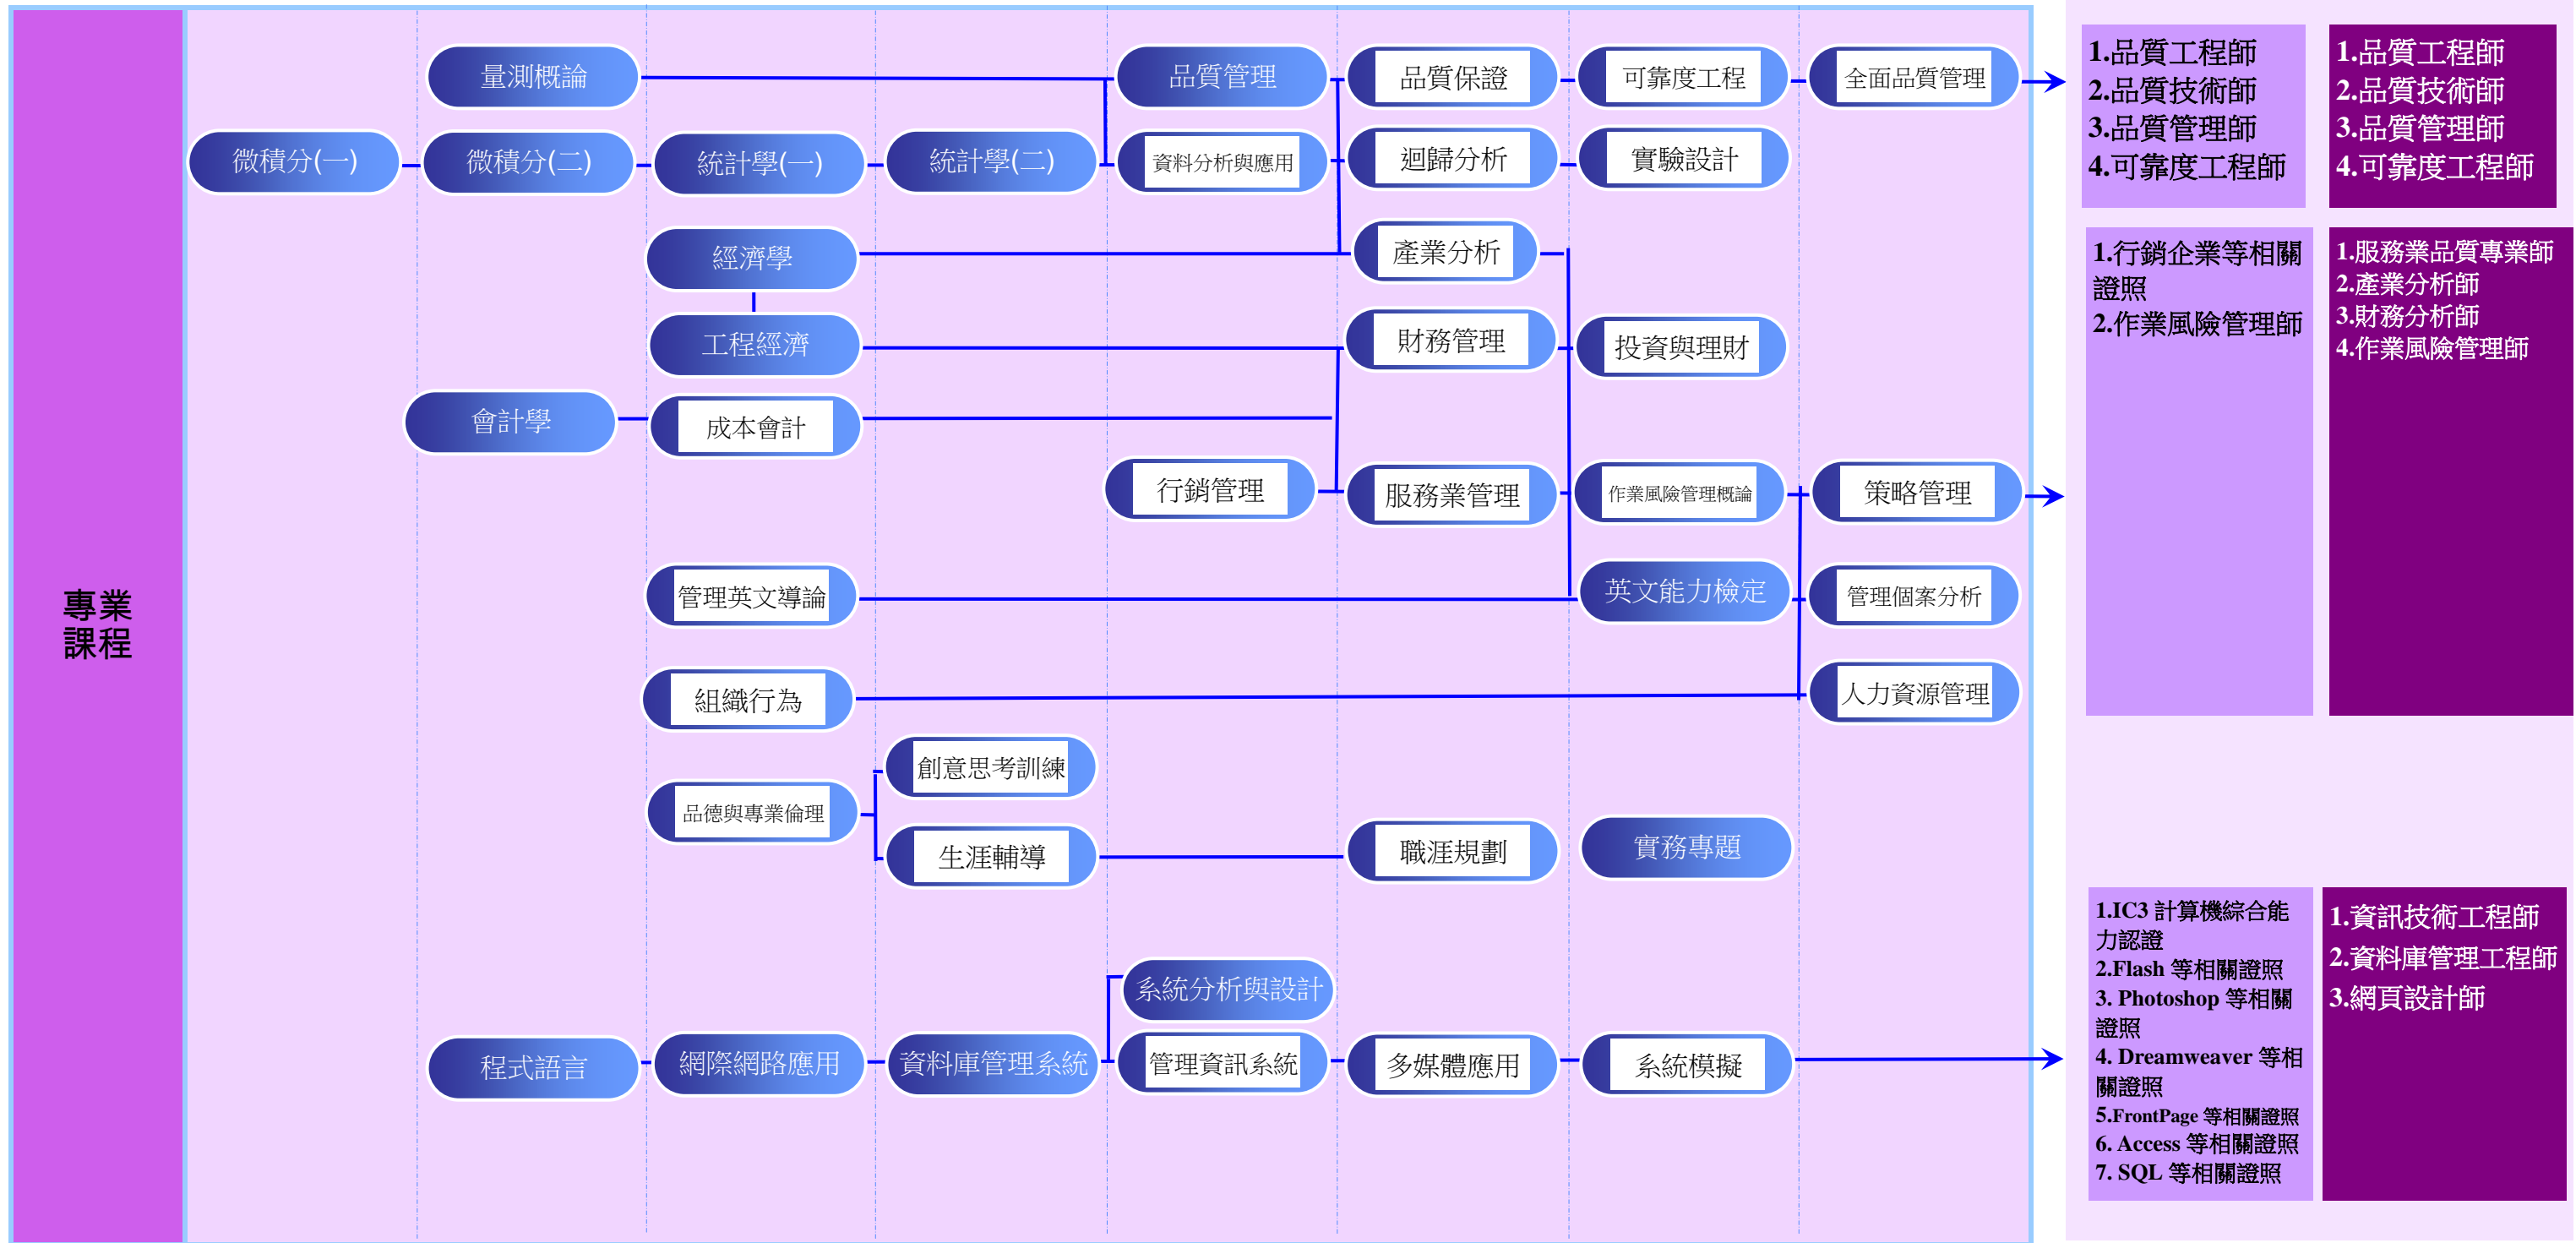 專業
課程
量測概論
品質管理
品質保證
可靠度工程
全面品質管理
微積分(一)
微積分(二)
統計學(一)
統計學(二)
資料分析與應用
迴歸分析
實驗設計
經濟學
產業分析
工程經濟
財務管理
投資與理財
會計學
成本會計
行銷管理
服務業管理
作業風險管理概論
策略管理
管理英文導論
英文能力檢定
管理個案分析
組織行為
人力資源管理
創意思考訓練
品德與專業倫理
生涯輔導
職涯規劃
實務專題
系統分析與設計
程式語言
網際網路應用
資料庫管理系統
管理資訊系統
多媒體應用
系統模擬
1.品質工程師
2.品質技術師
3.品質管理師
4.可靠度工程師
1.品質工程師
2.品質技術師
3.品質管理師
4.可靠度工程師
1.行銷企業等相關
證照
2.作業風險管理師
1.服務業品質專業師
2.產業分析師
3.財務分析師
4.作業風險管理師
1.IC3 計算機綜合能
力認證
2.Flash 等相關證照
3. Photoshop 等相關
證照
4. Dreamweaver 等相
關證照
5.FrontPage 等相關證照
6. Access 等相關證照
7. SQL 等相關證照
1.資訊技術工程師
2.資料庫管理工程師
3.網頁設計師